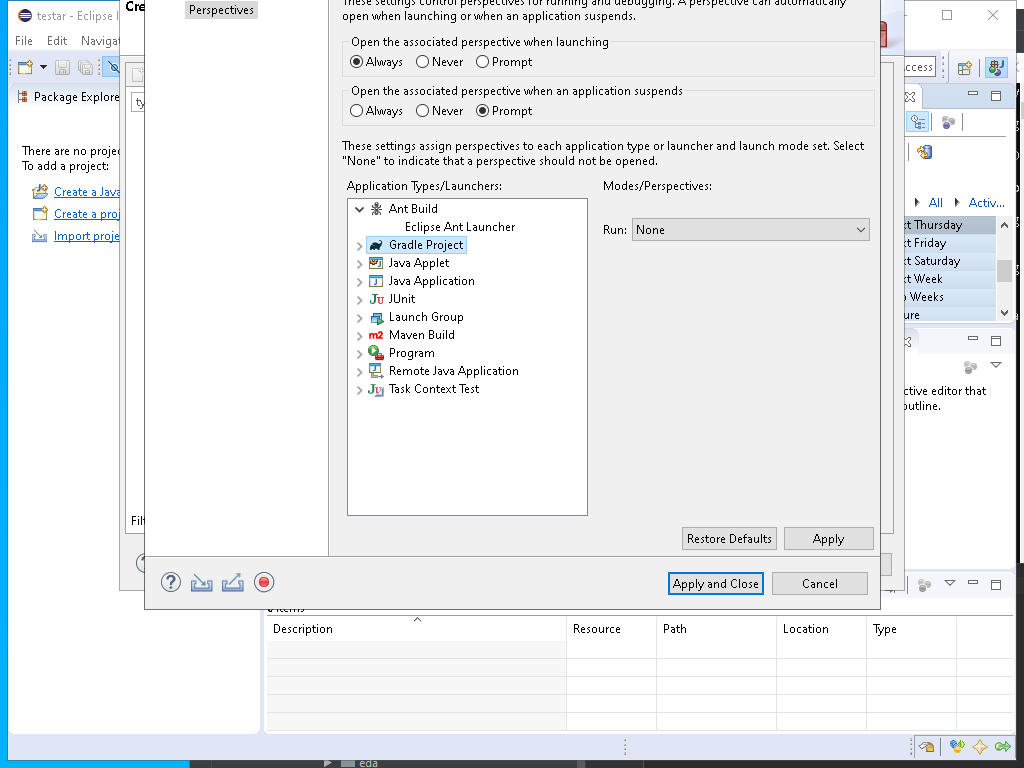 testar - Eclipse I
Cre
File Edit Navigat
Perspectives
These settings control perspectives for running and debugging. A perspective can automatically
open when launching or when an application suspends.
Open the associated perspective when launching
Always Never Prompt
Open the associated perspective when an application suspends
Always Never Prompt
These settings assign perspectives to each application type or launcher and launch mode set. Select
"None" to indicate that a perspective should not be opened.
Application Types/Launchers:
Modes/Perspectives:
Ant Build
Eclipse Ant Launcher
Gradle Project
Java Applet
Java Application
JUnit
Launch Group
Maven Build
Program
Remote Java Application
Task Context Test
Run: None
Restore Defaults Apply
Apply and Close Cancel
Package Explore
ty
There are no projec
To add a project:
Create a Java
Create a proj
Import proje
Filt
ccess
All Activ...
xt Thursday
xt Friday
xt Saturday
xt Week
o Weeks
ure
ctive editor that
outline.
0 items
Description Resource Path Location Type
eda